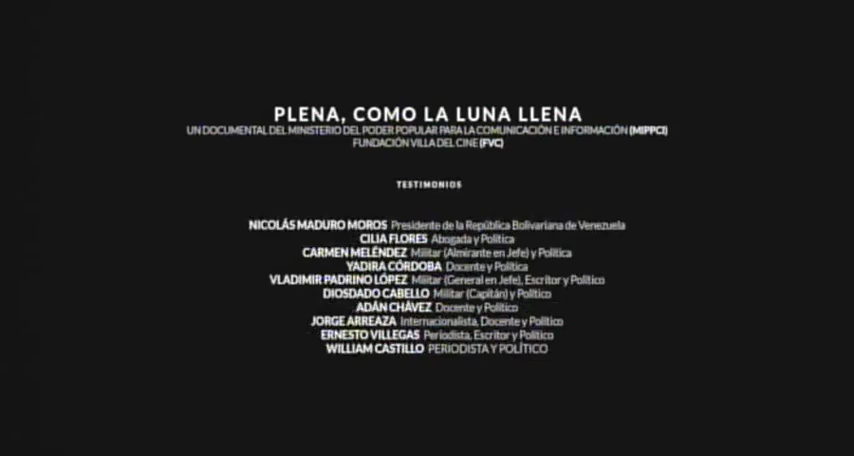 PLENA, COMO LA LUNA LLENA
UN DOCUMENTAL DEL MINISTERIO DEL PODER POPULAR PARA LA COMUNICACIÓN E INFORMACIÓN (MIPPCI)
FUNDACIÓN VILLA DEL CINE (FVC)
TESTIMONIOS
NICOLÁS MADURO MOROS Presidente de la República Bolivariana de Venezuela
CILIA FLORES Abogada y Política
CARMEN MELÉNDEZ Militar (Almirante en Jefe) y Política
YADIRA CÓRDOBA Docente y Política
VLADIMIR PADRINO LÓPEZ Militar (General en Jefe), Escritor y Político
DIOSDADO CABELLO Militar (Capitán) y Político
ADÁN CHÁVEZ Docente y Político
JORGE ARREAZA Internacionalista, Docente y Político
ERNESTO VILLEGAS Periodista, Escritor y Político
WILLIAM CASTILLO PERIODISTA Y POLÍTICO